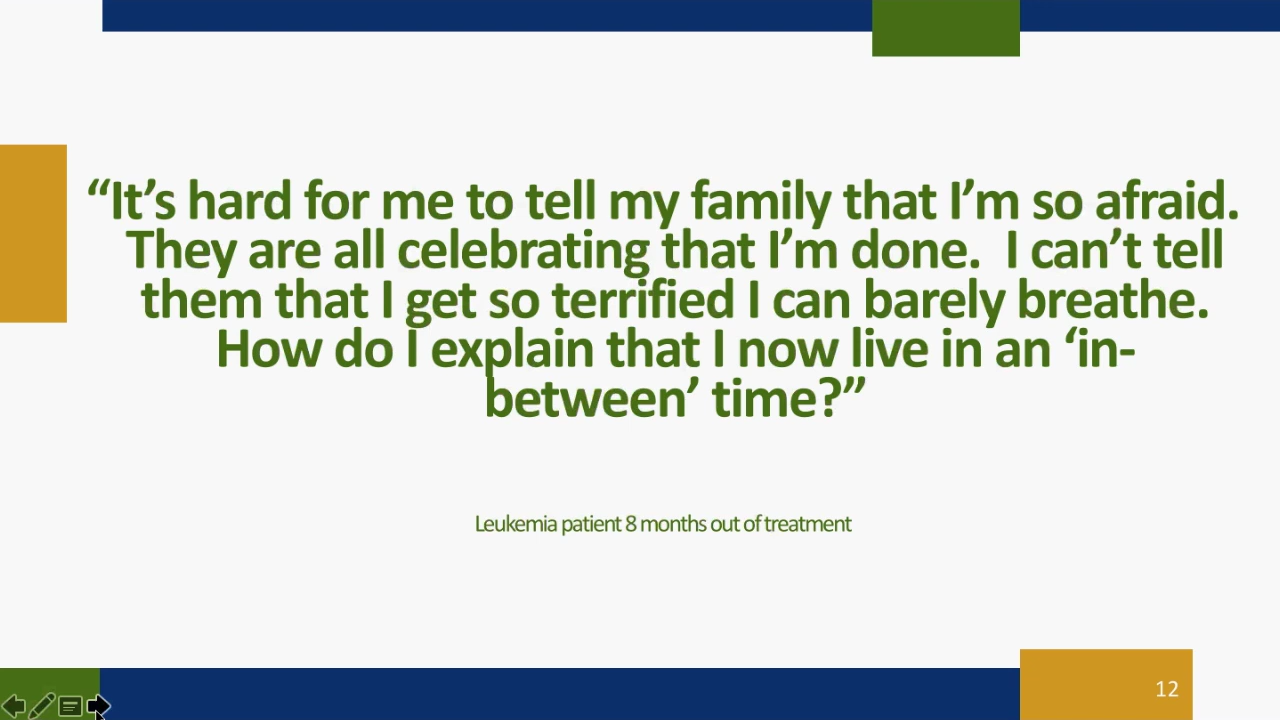 “It’s hard for me to tell my family that I’m so afraid.
They are all celebrating that I’m done.  I can’t tell
them that I get so terrified I can barely breathe.
How do I explain that I now live in an ‘in-
between’ time?”
Leukemia patient 8 months out of treatment
12